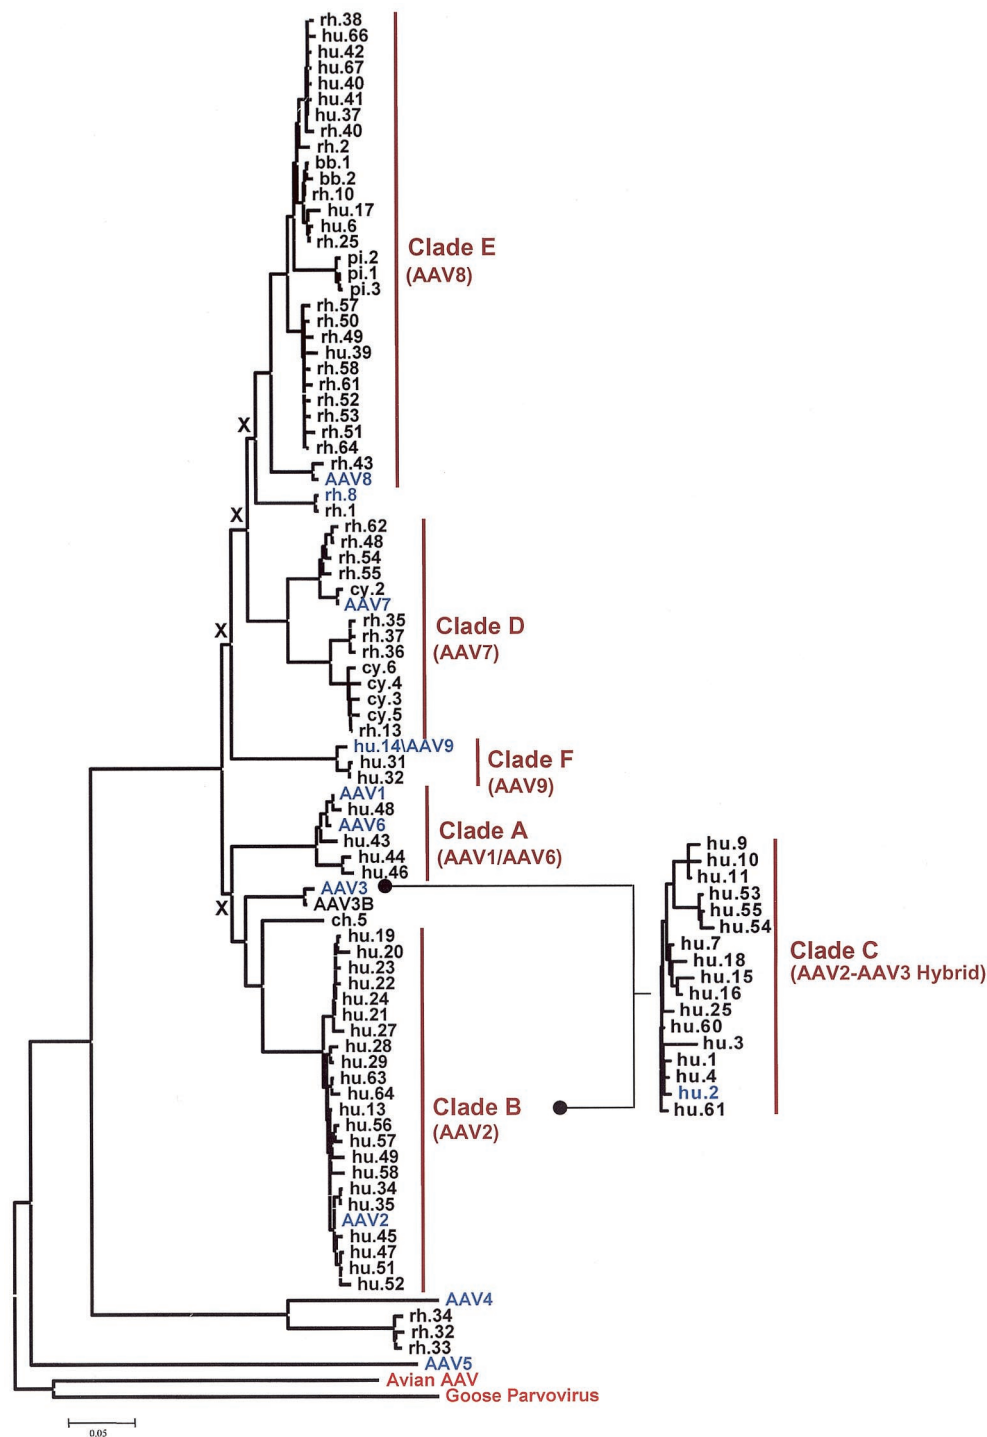 rh.38
hu.66
hu.42
hu.67
hu.40
hu.41
hu.37
rh.40
rh.2
bb.1
bb.2
rh.10
hu.17
hu.6
rh.25
Clade E
(AAV8)
pi.2
pi.1
pi.3
rh.57
rh.50
rh.49
hu.39
rh.58
rh.61
rh.52
rh.53
rh.51
rh.64
X
rh.43
AAV8
rh.8
rh.1
X
rh.62
rh.48
rh.54
rh.55
cy.2
AAV7
rh.35
rh.37
rh.36
cy.6
cy.4
cy.3
cy.5
rh.13
Clade D
(AAV7)
X
hu.14\AAV9
hu.31
hu.32
Clade F
(AAV9)
AAV1
hu.48
AAV6
hu.43
hu.44
hu.46
Clade A
(AAV1/AAV6)
X
AAV3
AAV3B
ch.5
hu.19
hu.20
hu.23
hu.22
hu.24
hu.21
hu.27
hu.28
hu.29
hu.63
hu.64
hu.13
hu.56
hu.57
hu.49
hu.58
hu.34
hu.35
AAV2
hu.45
hu.47
hu.51
hu.52
Clade B
(AAV2)
hu.9
hu.10
hu.11
hu.53
hu.55
hu.54
hu.7
hu.18
hu.15
hu.16
hu.25
hu.60
hu.3
hu.1
hu.4
hu.2
hu.61
Clade C
(AAV2-AAV3 Hybrid)
AAV4
rh.34
rh.32
rh.33
AAV5
Avian AAV
Goose Parvovirus
0.05